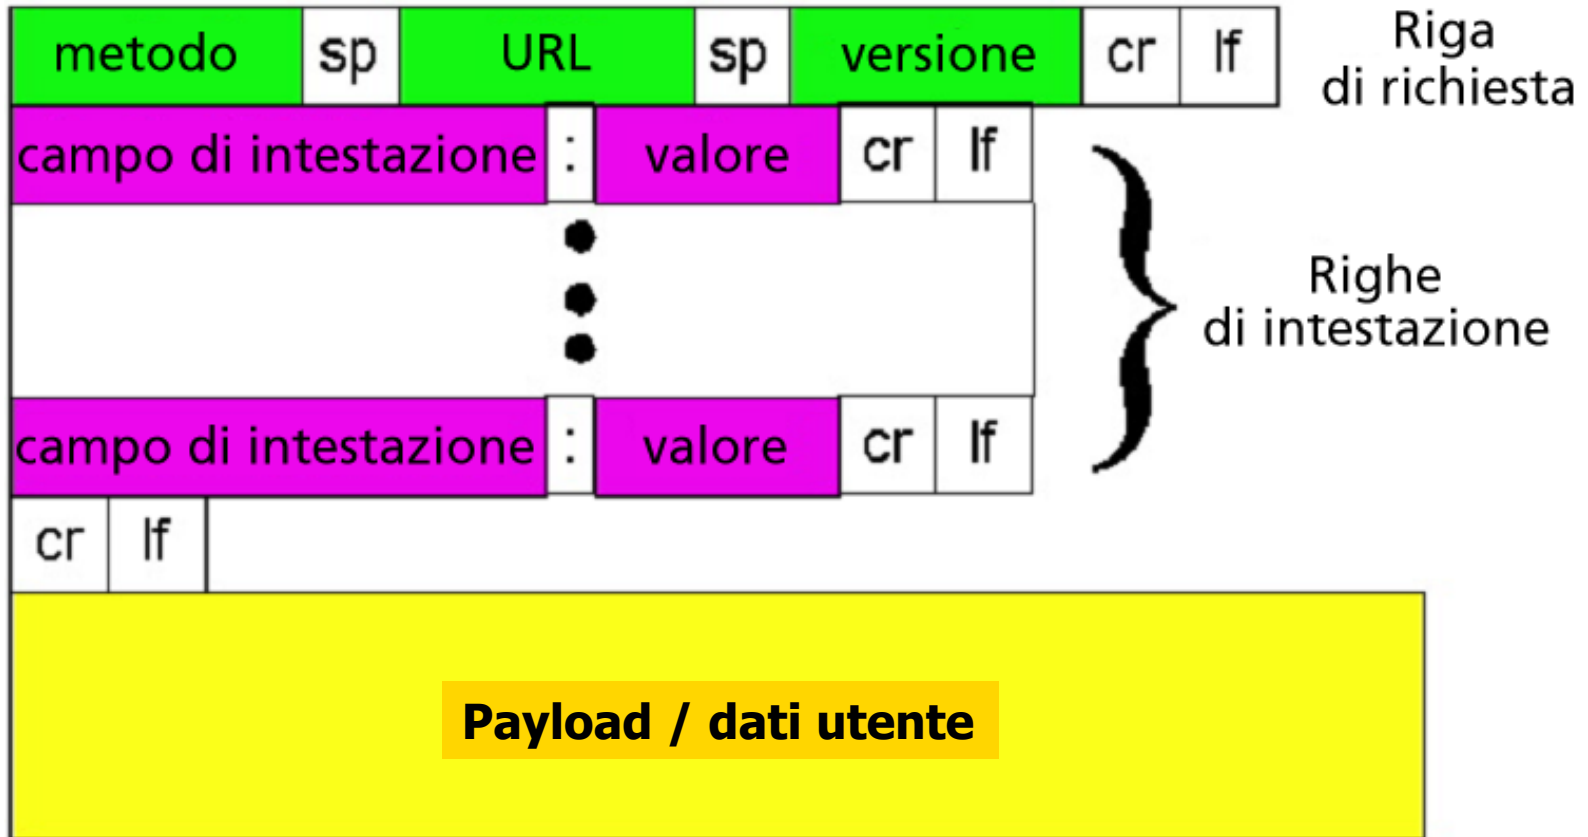 metodo sp URL sp versione cr lf Riga
di richiesta
campo di intestazione : valore cr lf
Righe
di intestazione
campo di intestazione : valore cr lf
cr lf
Payload / dati utente